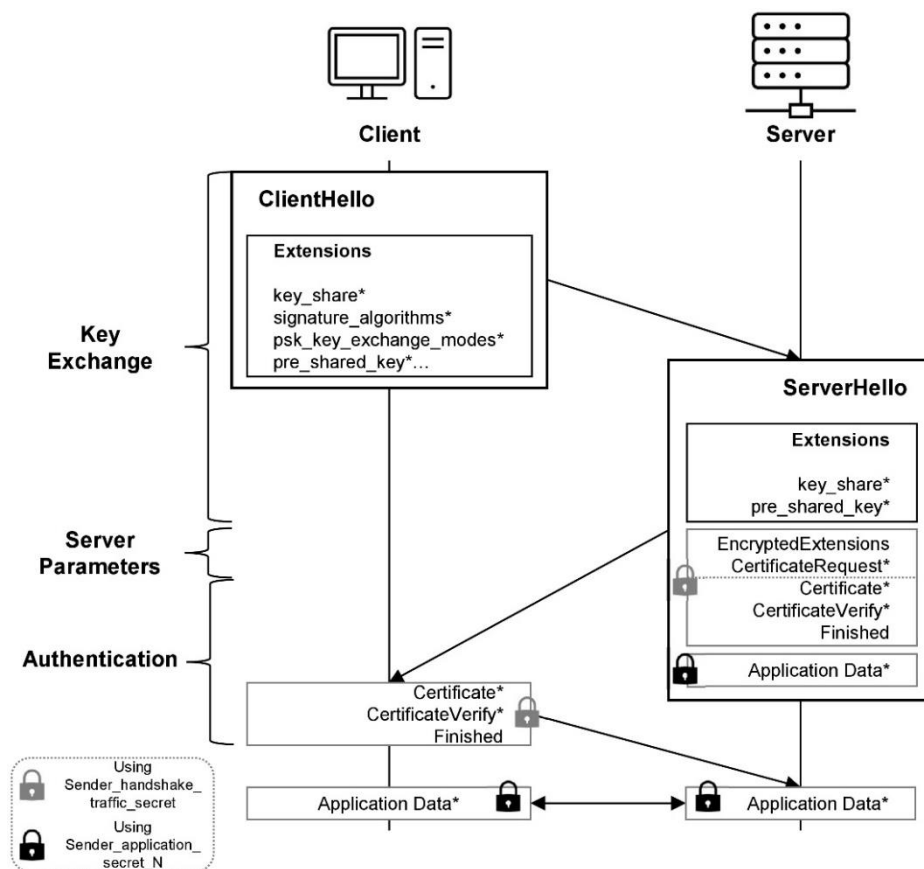 Client
Server
ClientHello
Extensions
key_share*
signature_algorithms*
psk_key_exchange_modes*
pre_shared_key*...
Key
Exchange
ServerHello
Extensions
key_share*
pre_shared_key*
Server
Parameters
EncryptedExtensions
CertificateRequest*
Certificate*
CertificateVerify*
Finished
Authentication
Application Data*
Certificate*
CertificateVerify*
Finished
Using
Sender_handshake_
traffic_secret
Using
Sender_application_
secret_N
Application Data*
Application Data*